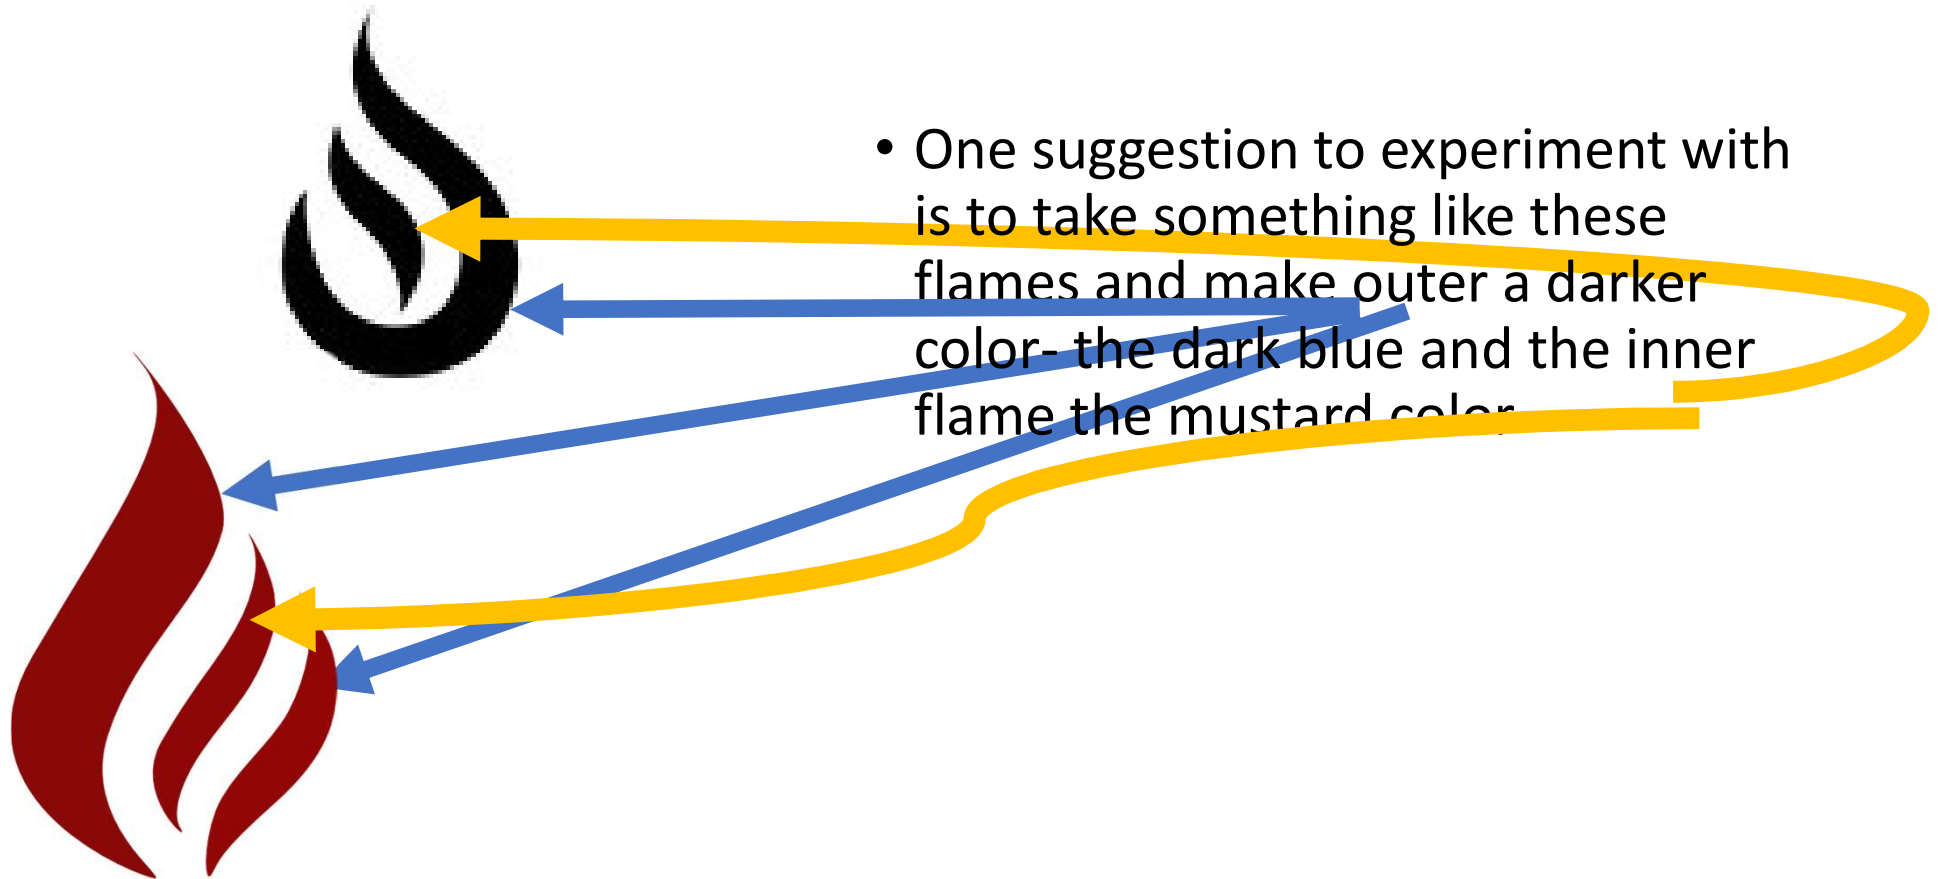 • One suggestion to experiment with
is to take something like these
flames and make outer a darker
color- the dark blue and the inner
flame the mustard color